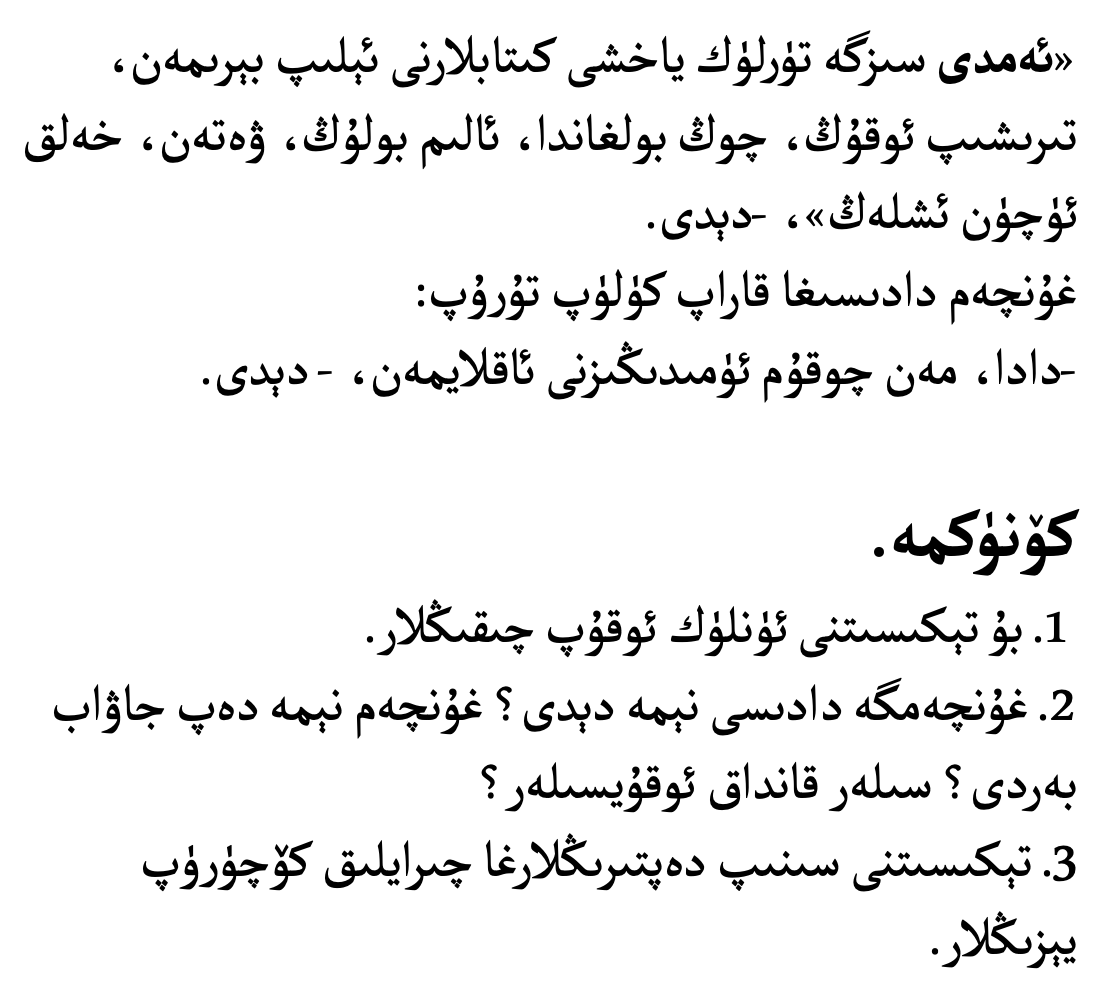 «ئەمدى سىزگە تۈرلۈك ياخشى كىتابلارنى ئېلىپ بېرىمەن،
تىرىشىپ ئوقۇڭ، چوڭ بولغاندا، ئالىم بولۇڭ، ۋەتەن، خەلق
ئۈچۈن ئىشلەڭ»، -دېدى.
غۇنچەم دادىسىغا قاراپ كۈلۈپ تۇرۇپ:
-دادا، مەن چوقۇم ئۈمىدىڭىزنى ئاقلايمەن، - دېدى.
كۆنۈكمە.
1. بۇ تېكىسىتنى ئۈنلۈك ئوقۇپ چىقىڭلار.
2. غۇنچەمگە دادىسى نېمە دېدى؟ غۇنچەم نېمە دەپ جاۋاب
بەردى؟ سىلەر قانداق ئوقۇيسىلەر؟
3. تېكىسىتنى سىنىپ دەپتىرىڭلارغا چىرايلىق كۆچۈرۈپ
يېزىڭلار.